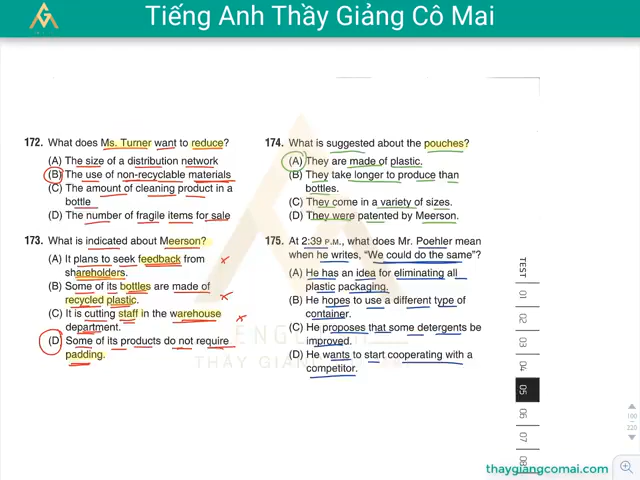 Tiếng Anh Thầy Giảng Cô Mai
172. What does Ms. Turner want to reduce?
(A) The size of a distribution network
(B) The use of non-recyclable materials
(C) The amount of cleaning product in a
bottle
(D) The number of fragile items for sale
173. What is indicated about Meerson?
(A) It plans to seek feedback from
shareholders.
(B) Some of its bottles are made of
recycled plastic.
(C) It is cutting staff in the warehouse
department.
(D) Some of its products do not require
padding.
174. What is suggested about the pouches?
(A) They are made of plastic.
(B) They take longer to produce than
bottles.
(C) They come in a variety of sizes.
(D) They were patented by Meerson.
175. At 2:39 P.M., what does Mr. Poehler mean
when he writes, “We could do the same”?
(A) He has an idea for eliminating all
plastic packaging.
(B) He hopes to use a different type of
container.
(C) He proposes that some detergents be
improved.
(D) He wants to start cooperating with a
competitor.
TEST
01
02
03
04
05
06
07
08
180
220
THẦY GIẢNG
thaygiangcomai.com